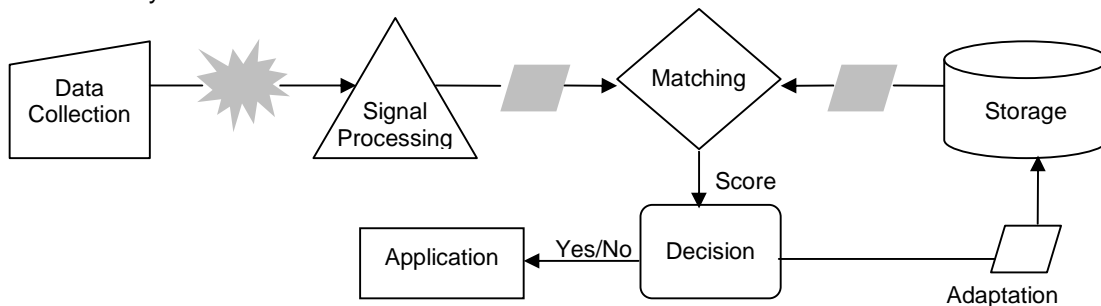 Data
Collection
Signal
Processing
Matching
Storage
Score
Application
Yes/No
Decision
Adaptation